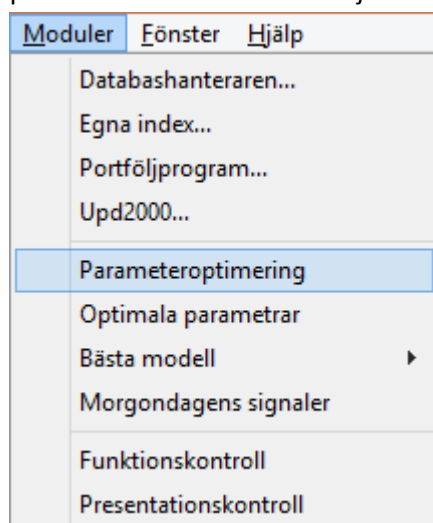 Moduler Fönster Hjälp
Databashanteraren...
Egna index...
Portföljprogram...
Upd2000...
Parameteroptimering
Optimala parametrar
Bästa modell
Morgondagens signaler
Funktionskontroll
Presentationskontroll